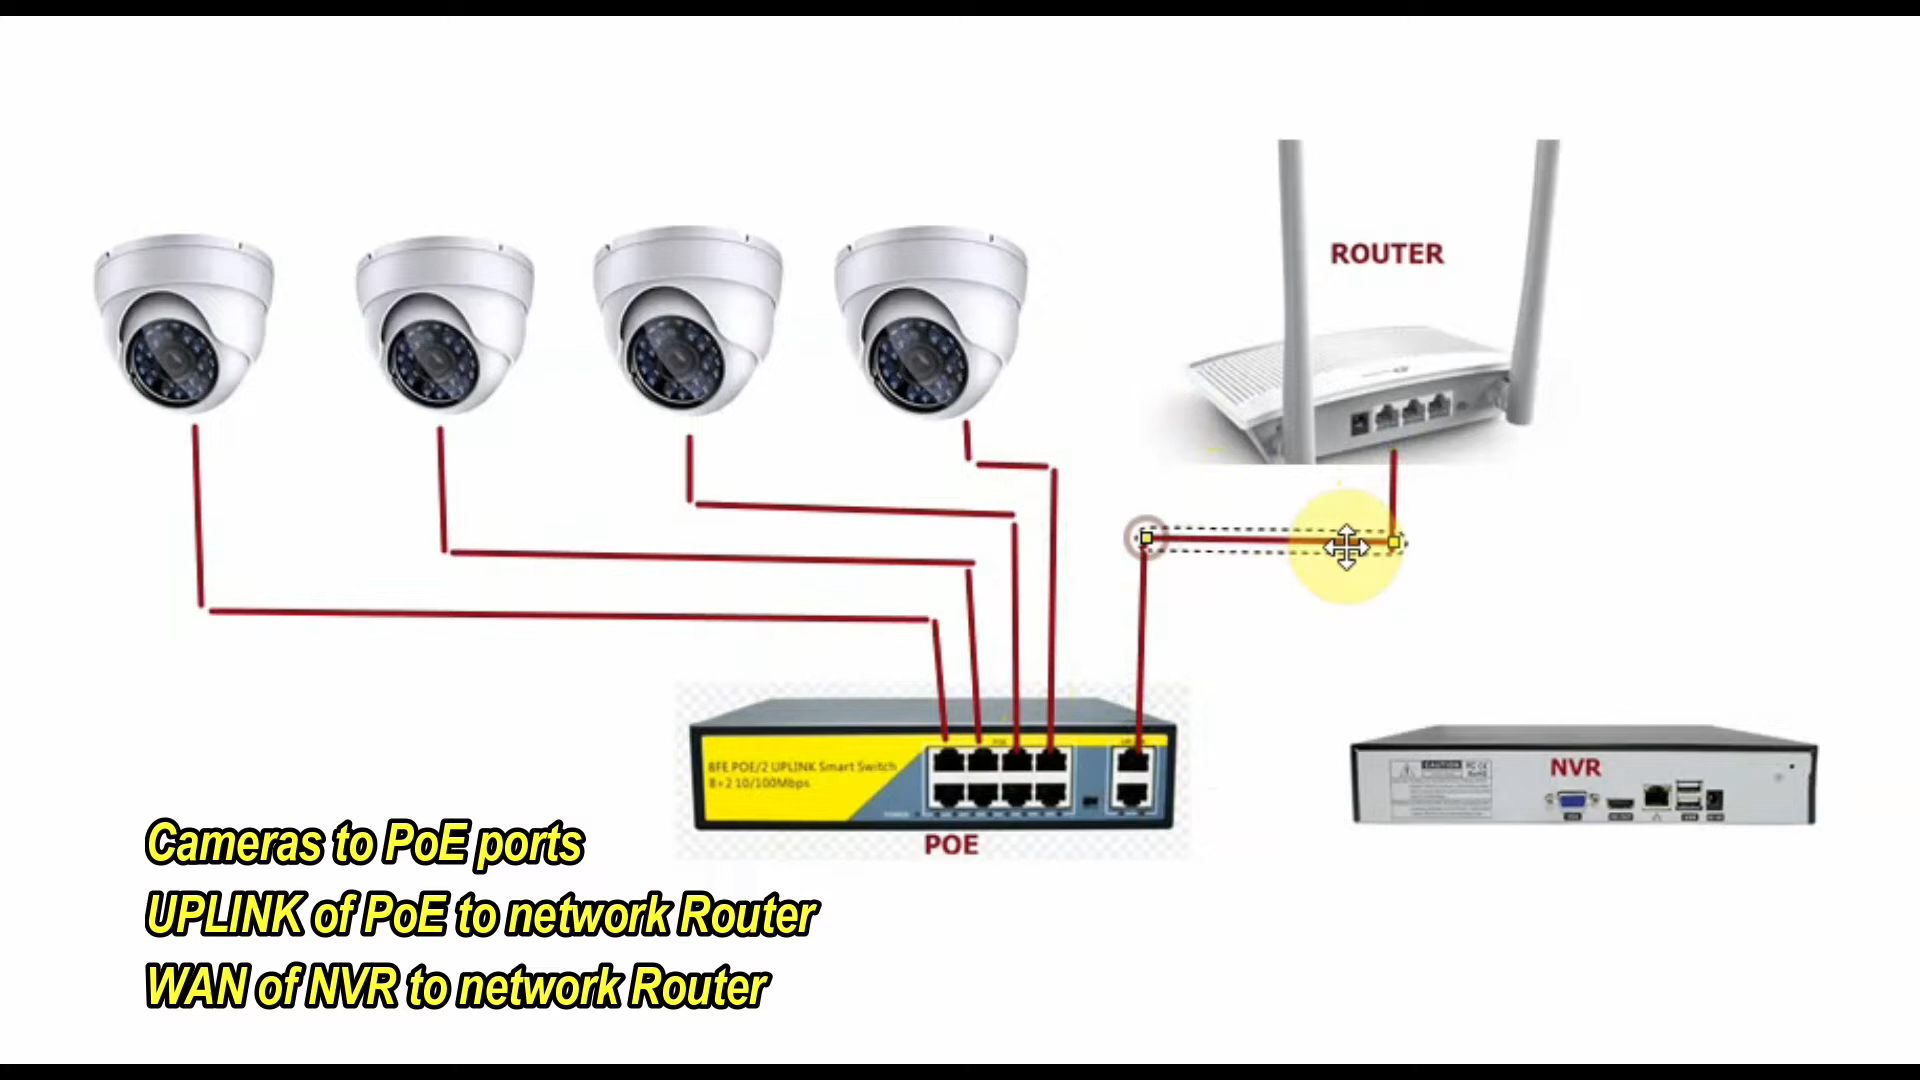 ROUTER
8FE POE/2 UPLINK Smart Switch
8+2 10/100Mbps
POE
NVR
CAUTION
Cameras to PoE ports
UPLINK of PoE to network Router
WAN of NVR to network Router